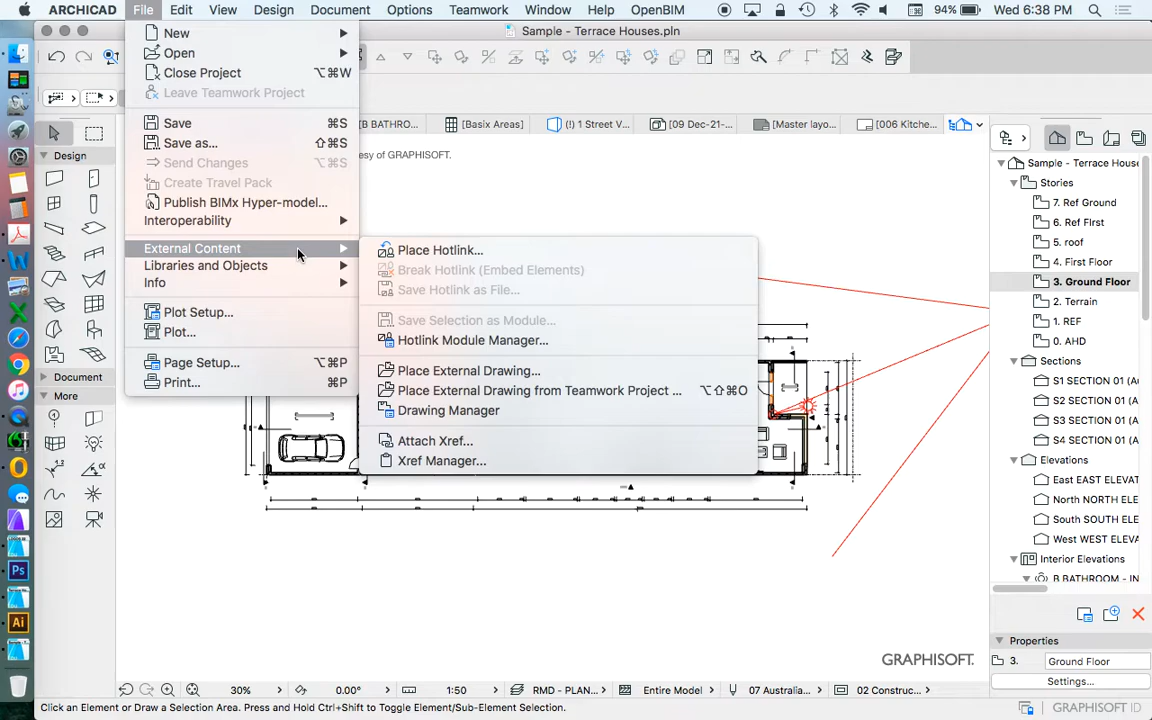 ARCHICAD File Edit View Design Document Options Teamwork Window Help OpenBIM 94% Wed 6:38 PM
Sample - Terrace Houses.pln
New
Open
Close Project ⌥⌘W
Leave Teamwork Project
Save ⌘S
Save as... ⇧⌘S
Send Changes ⌥⌘S
Create Travel Pack
Publish BIMx Hyper-model...
Interoperability
External Content
Libraries and Objects
Info
Plot Setup...
Plot...
Page Setup... ⌥⌘P
Print... ⌘P
Place Hotlink...
Break Hotlink (Embed Elements)
Save Hotlink as File...
Save Selection as Module...
Hotlink Module Manager...
Place External Drawing...
Place External Drawing from Teamwork Project ... ⌥⇧⌘O
Drawing Manager
Attach Xref...
Xref Manager...
[B BATHRO... [Basix Areas] (!) 1 Street V... [09 Dec-21-... [Master layo... [006 Kitche...
esy of GRAPHISOFT.
Design
Document
More
Sample - Terrace House
Stories
7. Ref Ground
6. Ref FIrst
5. roof
4. First Floor
3. Ground Floor
2. Terrain
1. REF
0. AHD
Sections
S1 SECTION 01 (A
S2 SECTION 01 (A
S3 SECTION 01 (A
S4 SECTION 01 (A
Elevations
East EAST ELEVAT
North NORTH ELE
South SOUTH ELE
West WEST ELEVA
Interior Elevations
B BATHROOM - IN
Properties
3. Ground Floor
Settings...
GRAPHISOFT.
30% 0.00° 1:50 RMD - PLAN... Entire Model 07 Australia... 02 Construc...
Click an Element or Draw a Selection Area. Press and Hold Ctrl+Shift to Toggle Element/Sub-Element Selection.
GRAPHISOFT ID